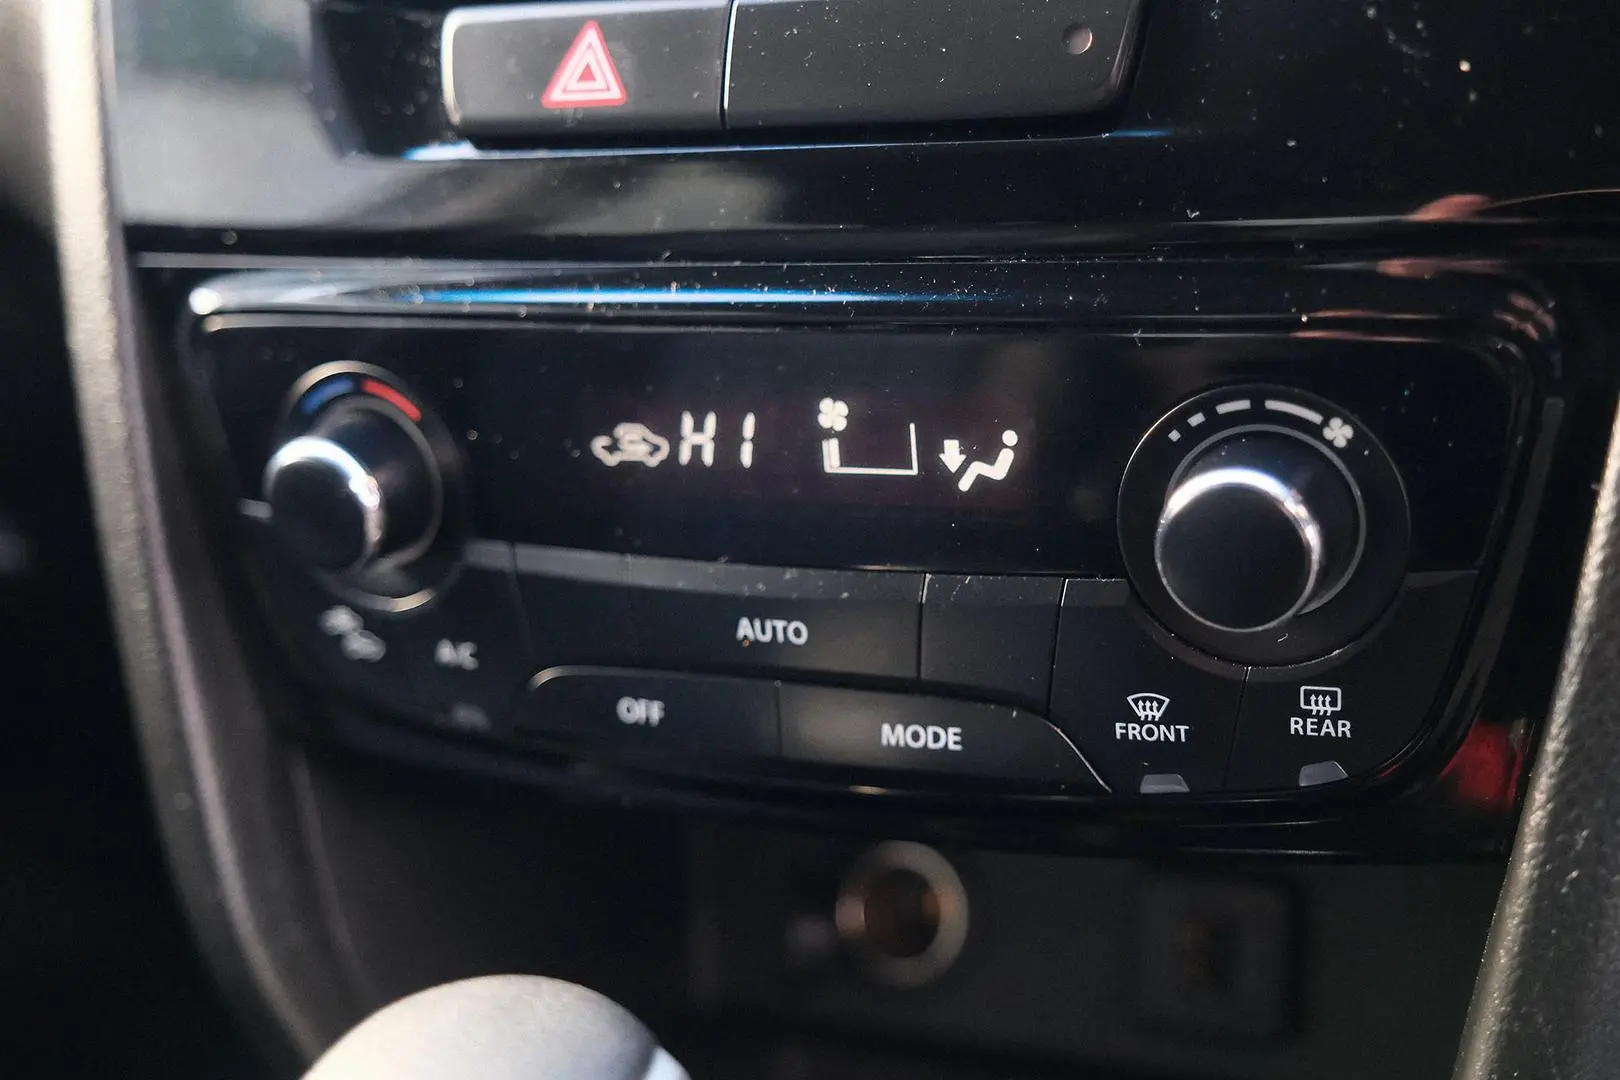 HI
AUTO
A/C
OFF
MODE
FRONT
REAR